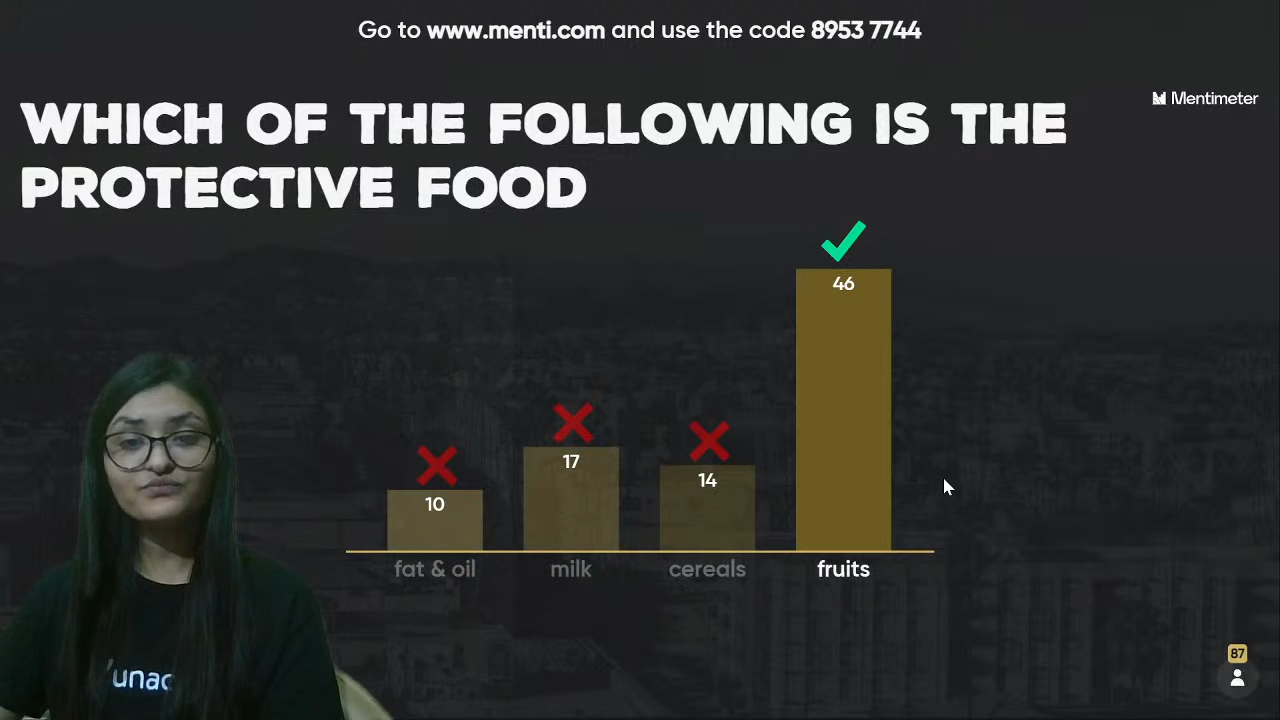 Go to www.menti.com and use the code 8953 7744
Mentimeter
WHICH OF THE FOLLOWING IS THE
PROTECTIVE FOOD
46
17
14
10
fat & oil milk cereals fruits
'unac
87